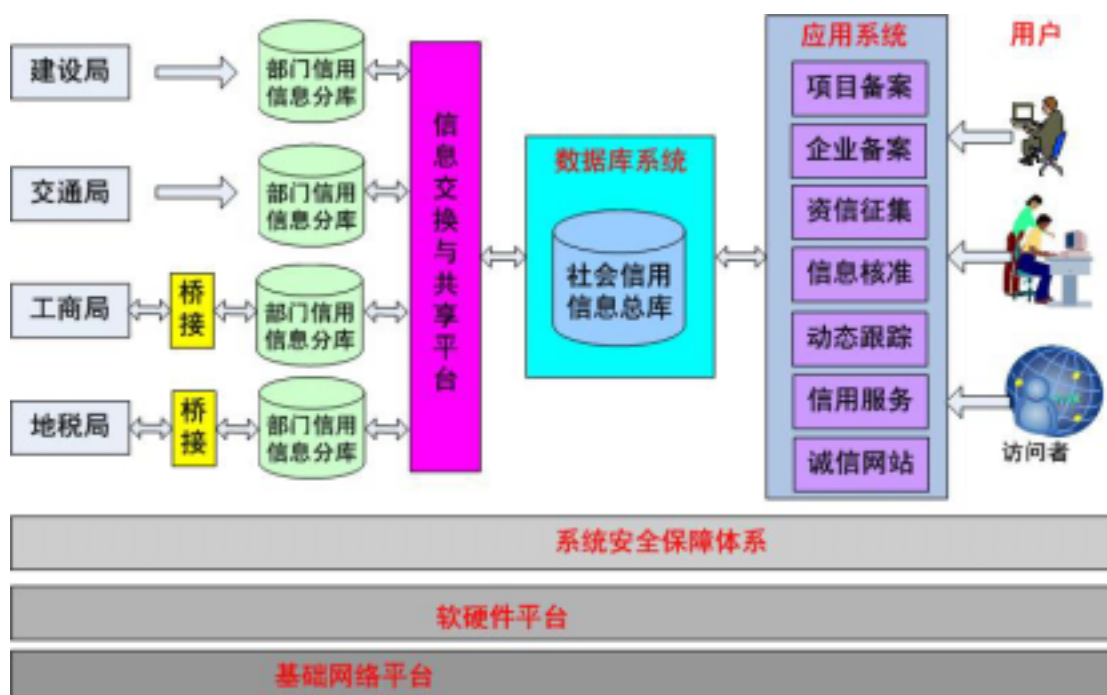 建设局
部门信用
信息分库
交通局
部门信用
信息分库
工商局
桥接
部门信用
信息分库
地税局
桥接
部门信用
信息分库
信息交换与共享平台
数据库系统
社会信用
信息总库
应用系统
项目备案
企业备案
资信征集
信息核准
动态跟踪
信用服务
诚信网站
用户
访问者
系统安全保障体系
软硬件平台
基础网络平台